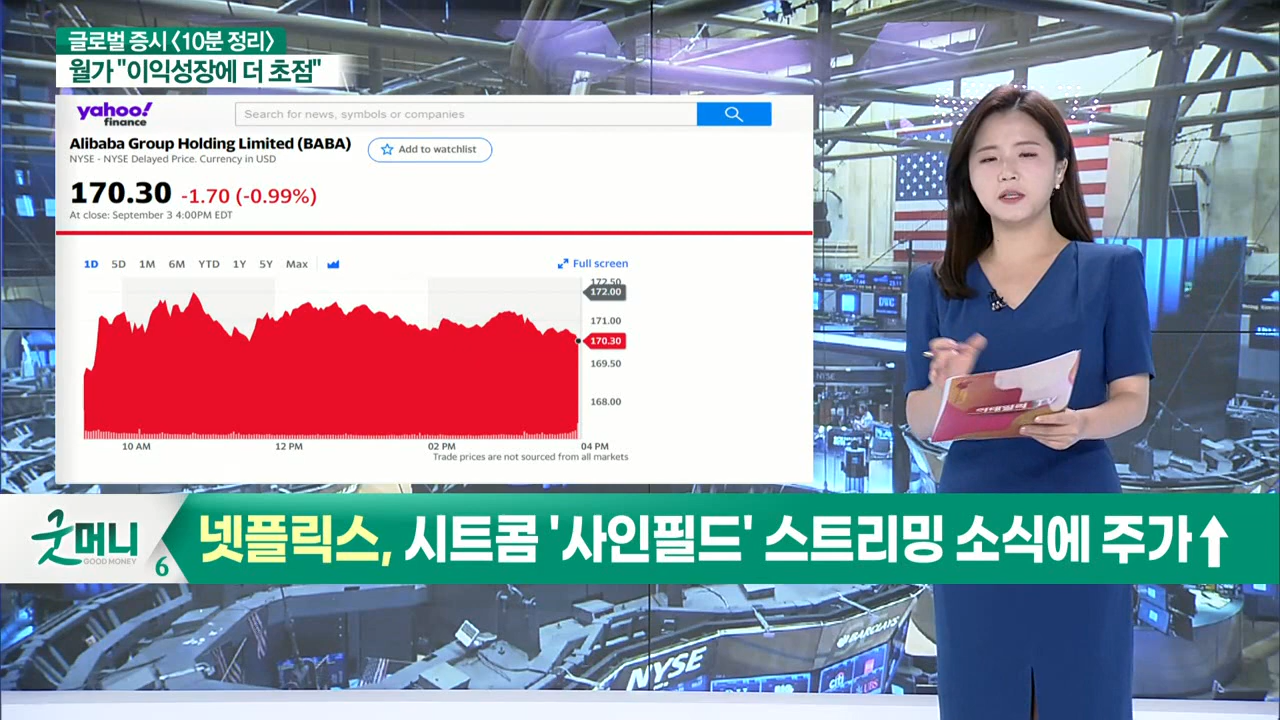 글로벌 증시 <10분 정리>
월가 "이익성장에 더 초점"
yahoo!
finance
Search for news, symbols or companies
Alibaba Group Holding Limited (BABA)
Add to watchlist
NYSE - NYSE Delayed Price. Currency in USD
170.30 -1.70 (-0.99%)
At close: September 3 4:00PM EDT
1D 5D 1M 6M YTD 1Y 5Y Max
Full screen
172.50
172.00
171.00
170.30
169.50
168.00
10 AM 12 PM 02 PM 04 PM
Trade prices are not sourced from all markets
굿머니
GOOD MONEY
6
넷플릭스, 시트콤 '사인필드' 스트리밍 소식에 주가↑
NYSE
BARCLAYS
citi
UBS
NYSE